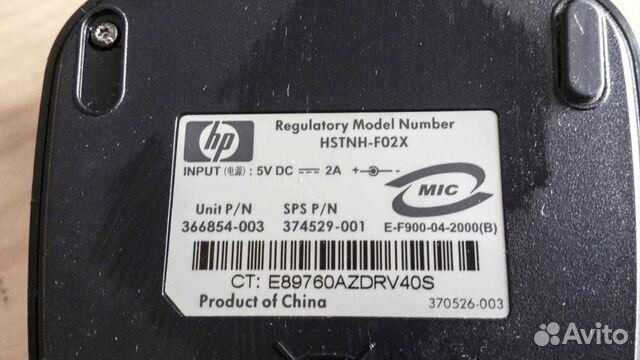 hp
Regulatory Model Number
HSTNH-F02X
INPUT (电源) : 5V DC 2A + -
MIC
Unit P/N SPS P/N
366854-003 374529-001 E-F900-04-2000(B)
CT: E89760AZDRV40S
Product of China 370526-003
Avito